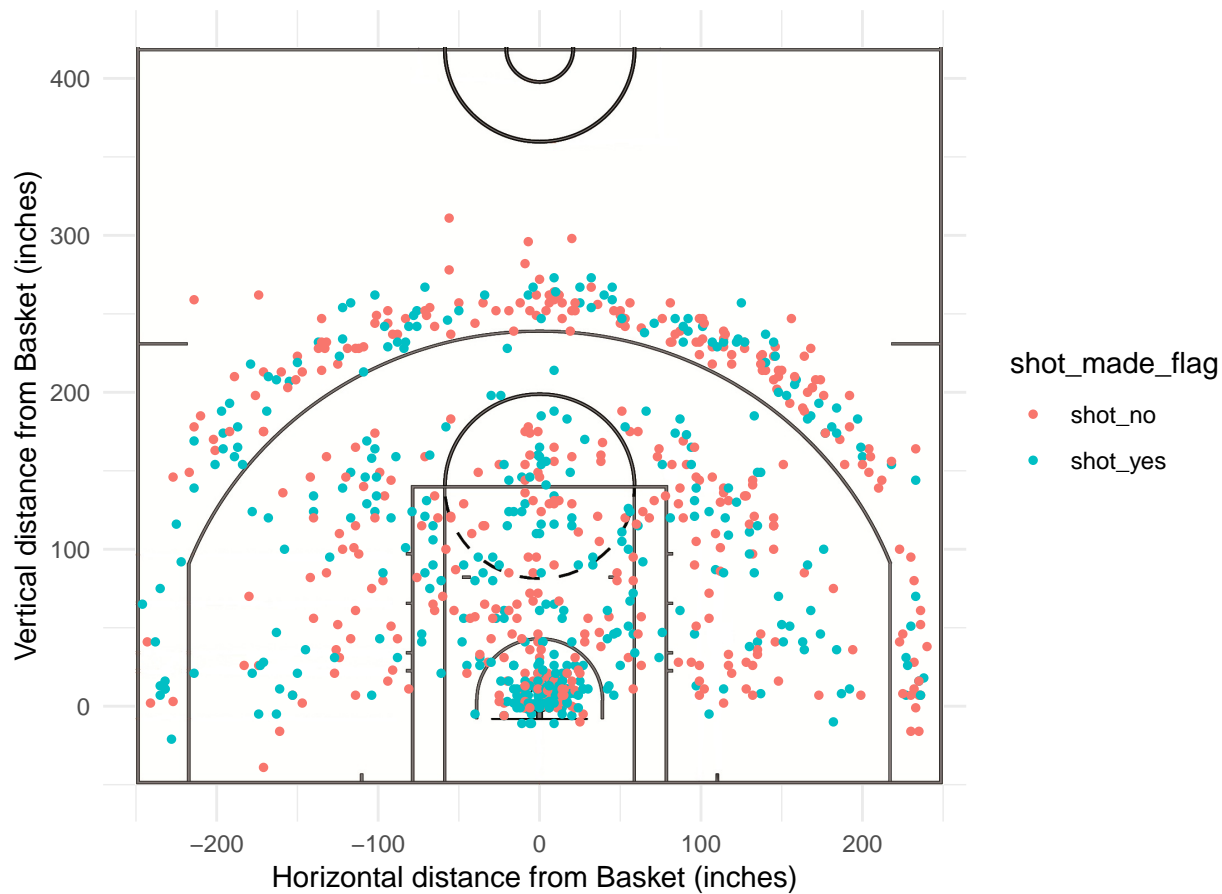 400
300
200
100
0
−200
−100
0
100
200
Horizontal distance from Basket (inches)
Vertical distance from Basket (inches)
shot_made_flag
shot_no
shot_yes